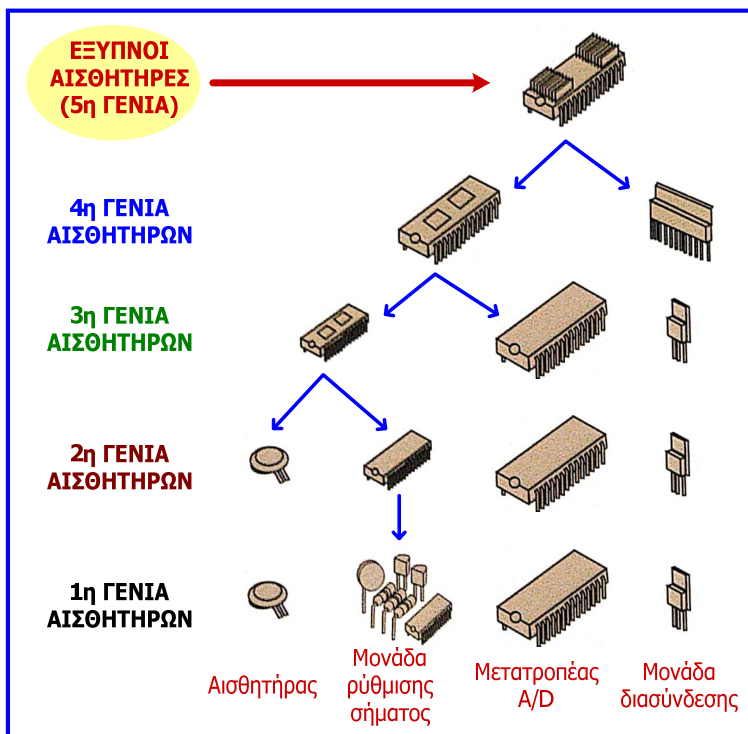 ΕΞΥΠΝΟΙ
ΑΙΣΘΗΤΗΡΕΣ
(5η ΓΕΝΙΑ)
4η ΓΕΝΙΑ
ΑΙΣΘΗΤΗΡΩΝ
3η ΓΕΝΙΑ
ΑΙΣΘΗΤΗΡΩΝ
2η ΓΕΝΙΑ
ΑΙΣΘΗΤΗΡΩΝ
1η ΓΕΝΙΑ
ΑΙΣΘΗΤΗΡΩΝ
Αισθητήρας
Μονάδα
ρύθμισης
σήματος
Μετατροπέας
A/D
Μονάδα
διασύνδεσης